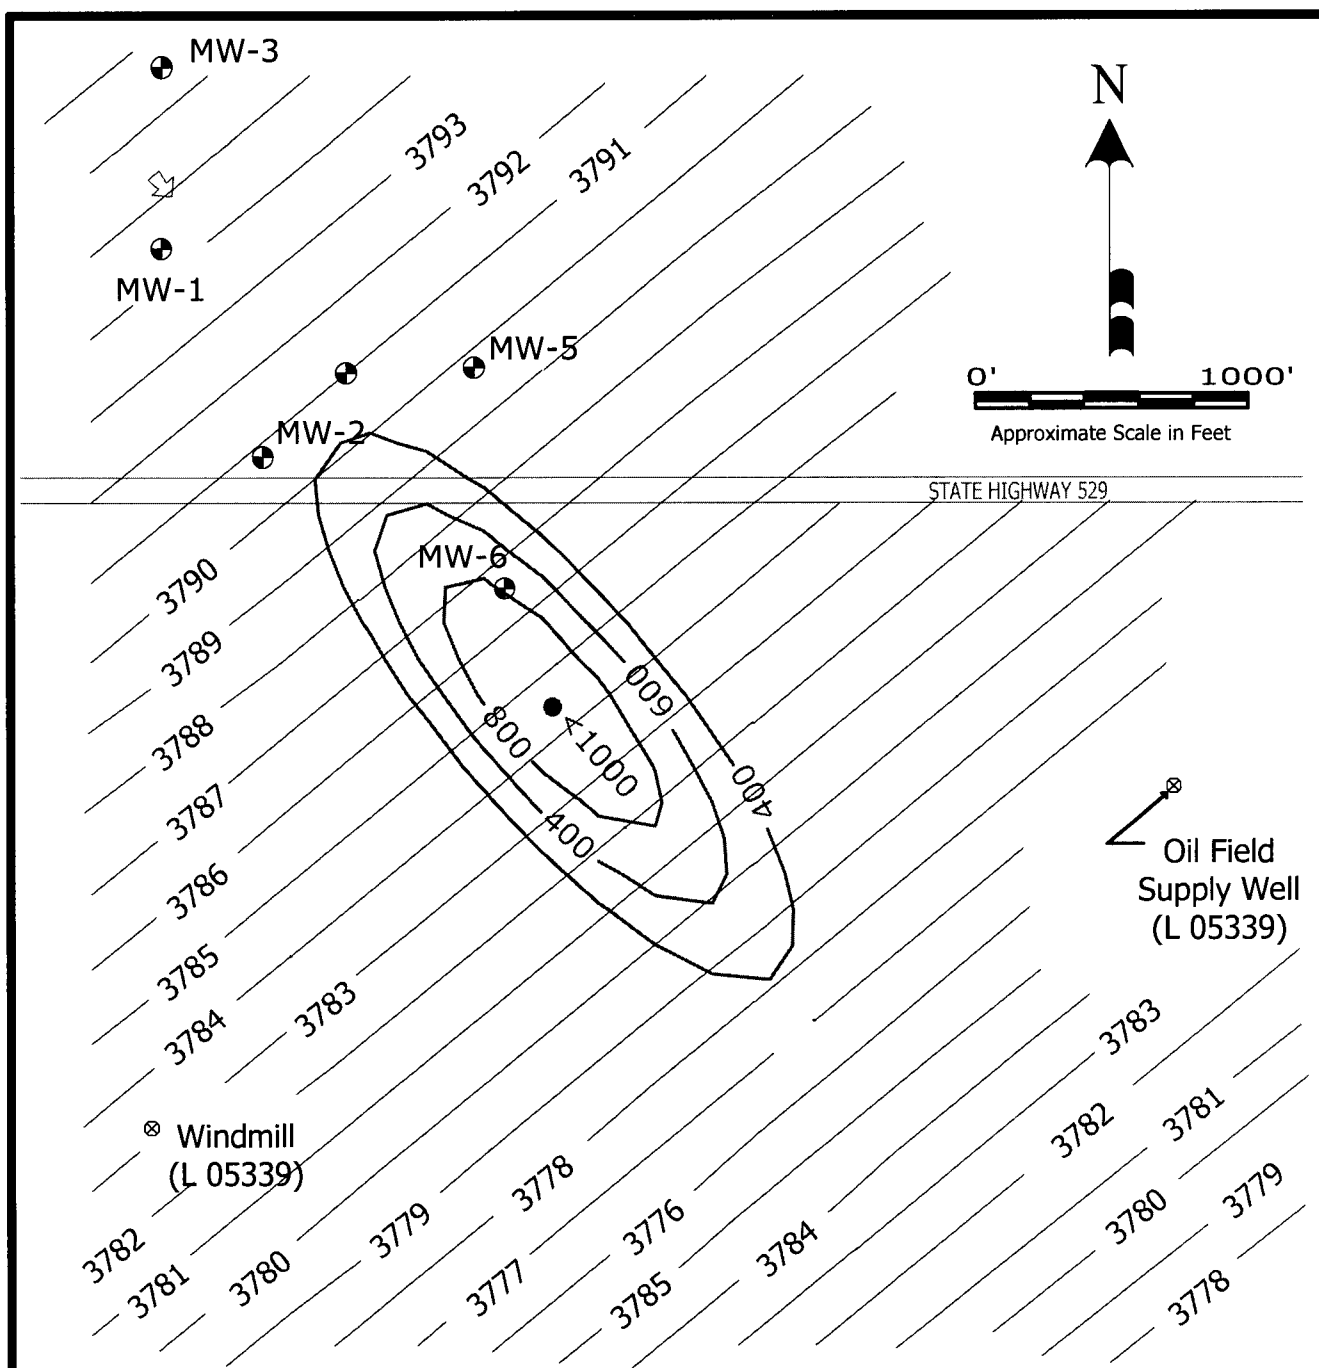 MW-3
N
3793
3792
3791
MW-1
MW-5
0' 1000'
Approximate Scale in Feet
MW-2
STATE HIGHWAY 529
MW-6
3790
3789
600
3788
800
<1000
400
3787
400
Oil Field
Supply Well
(L 05339)
3786
3785
3783
3784
3783
Windmill
(L 05339)
3782
3781
3778
3779
3776
3780
3779
3782
3784
3781
3780
3777
3785
3778